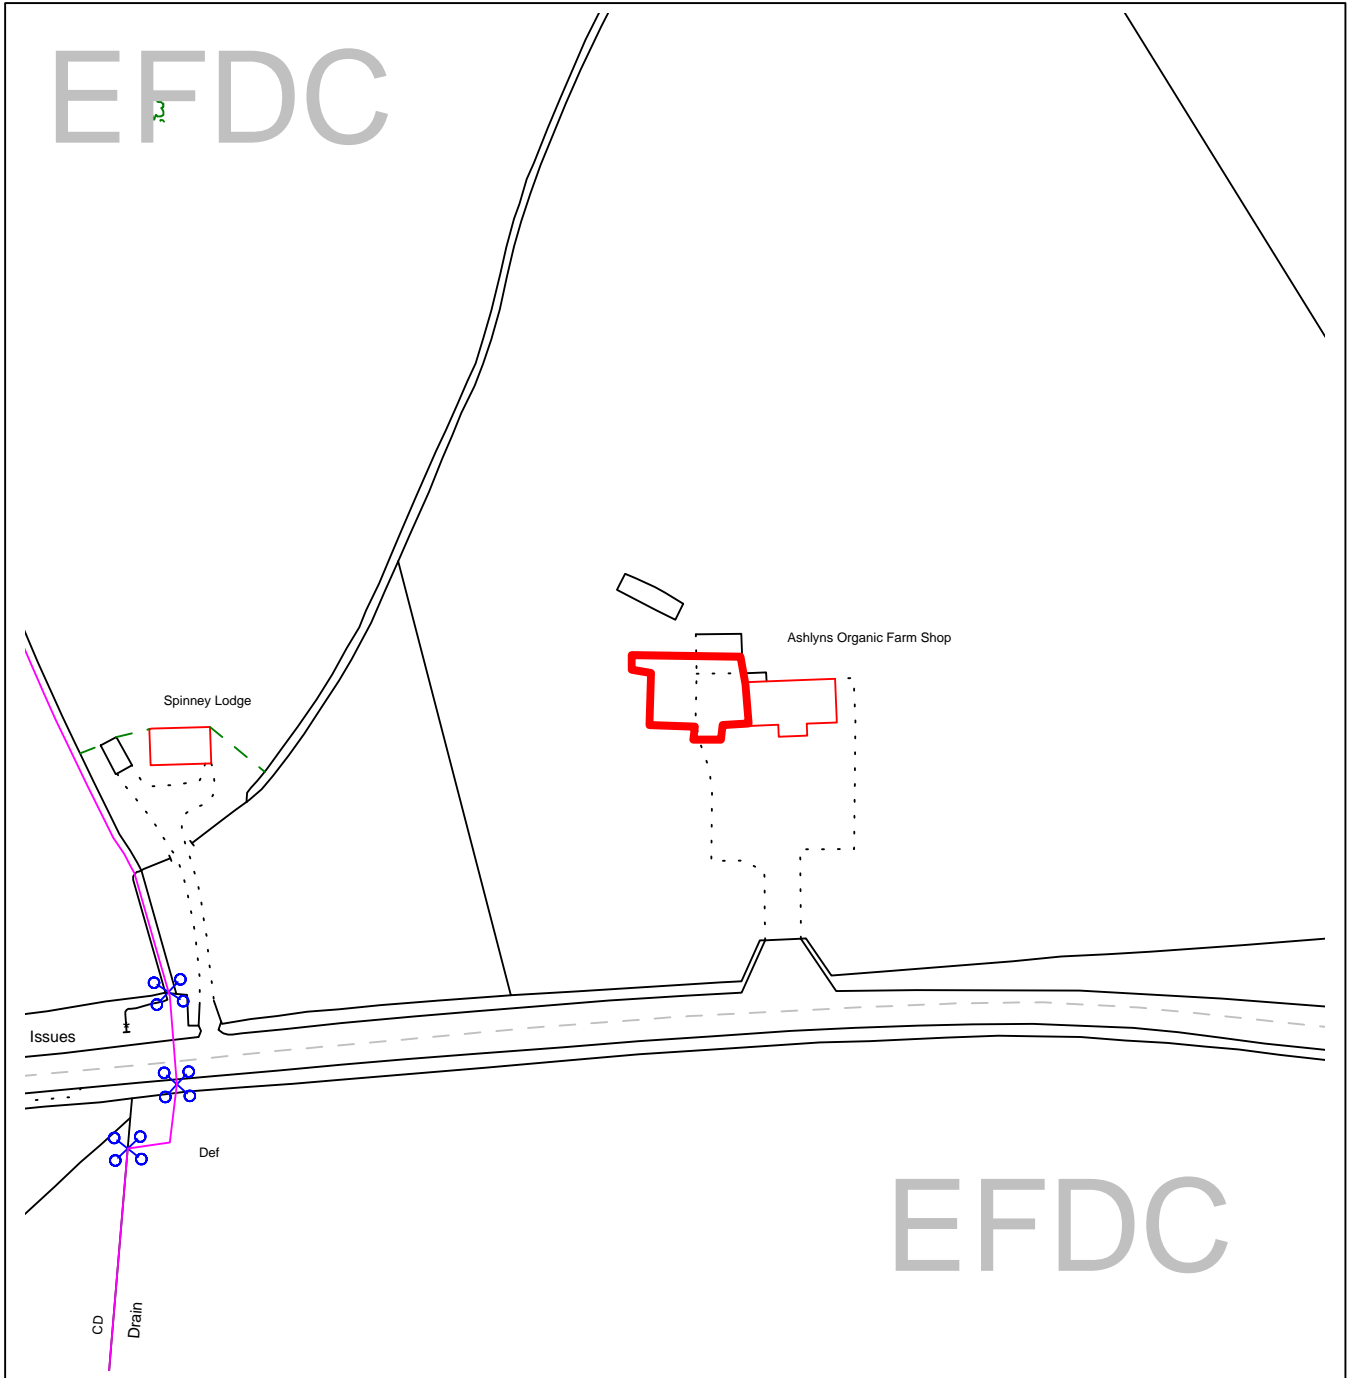 EFDC
Ashlyns Organic Farm Shop
Spinney Lodge
Issues
Def
EFDC
CD
Drain